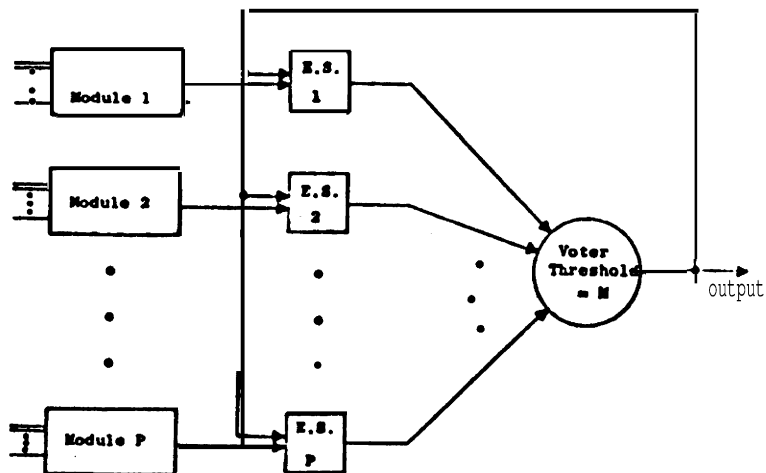 Module 1
E.S.
1
Module 2
E.S.
2
Voter
Threshold
= M
output
Module P
E.S.
P